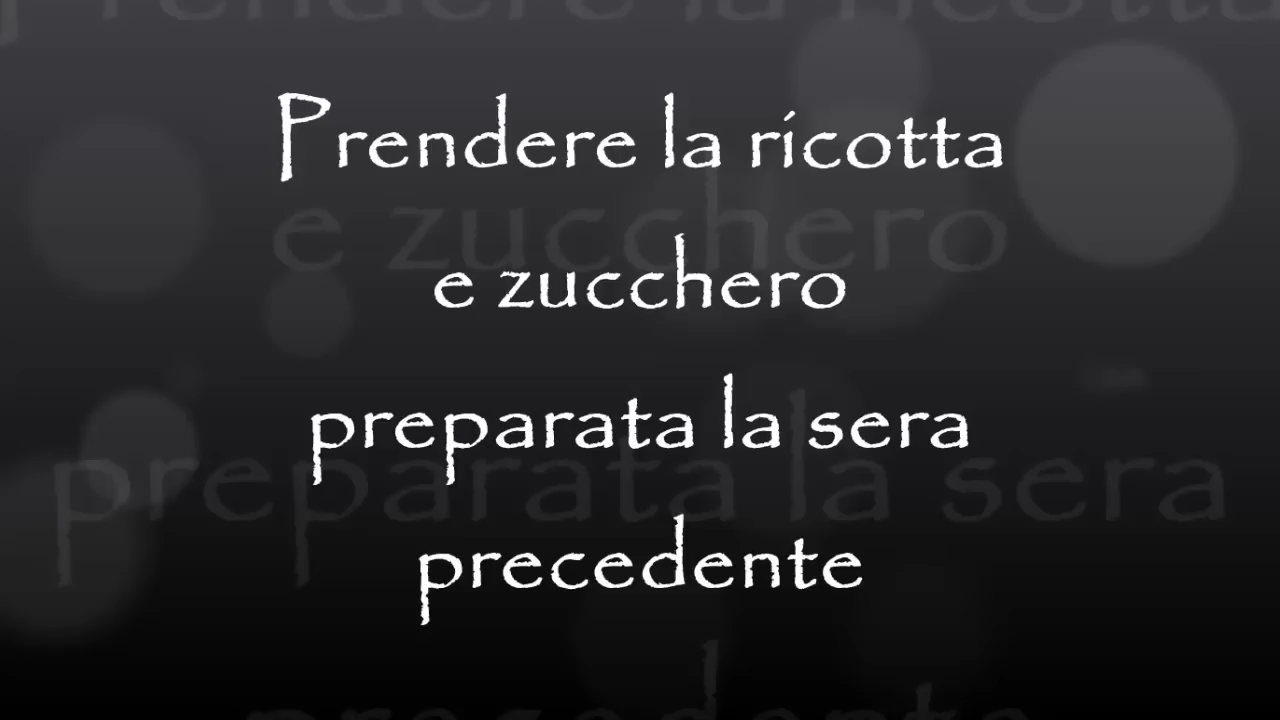 Prendere la ricotta
e zucchero
preparata la sera
precedente